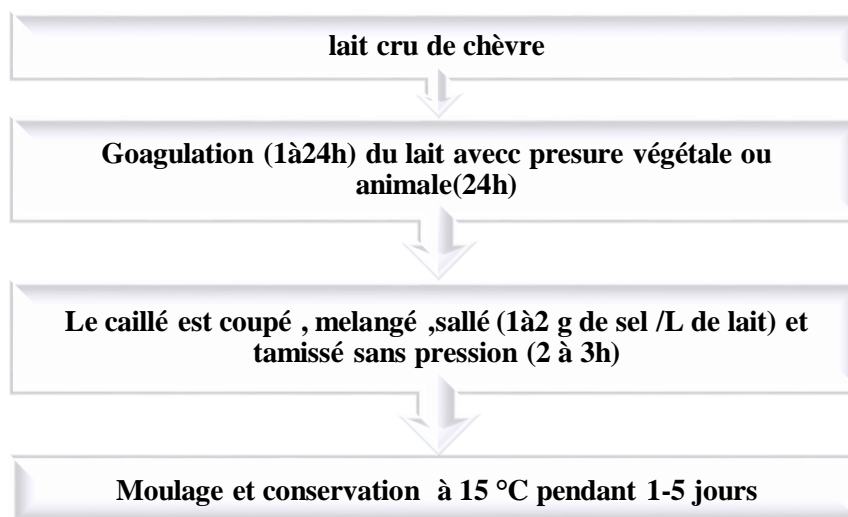 lait cru de chèvre
Goagulation (1à24h) du lait avecc presure végétale ou
animale(24h)
Le caillé est coupé , melangé ,sallé (1à2 g de sel /L de lait) et
tamissé sans pression (2 à 3h)
Moulage et conservation à 15 °C pendant 1-5 jours